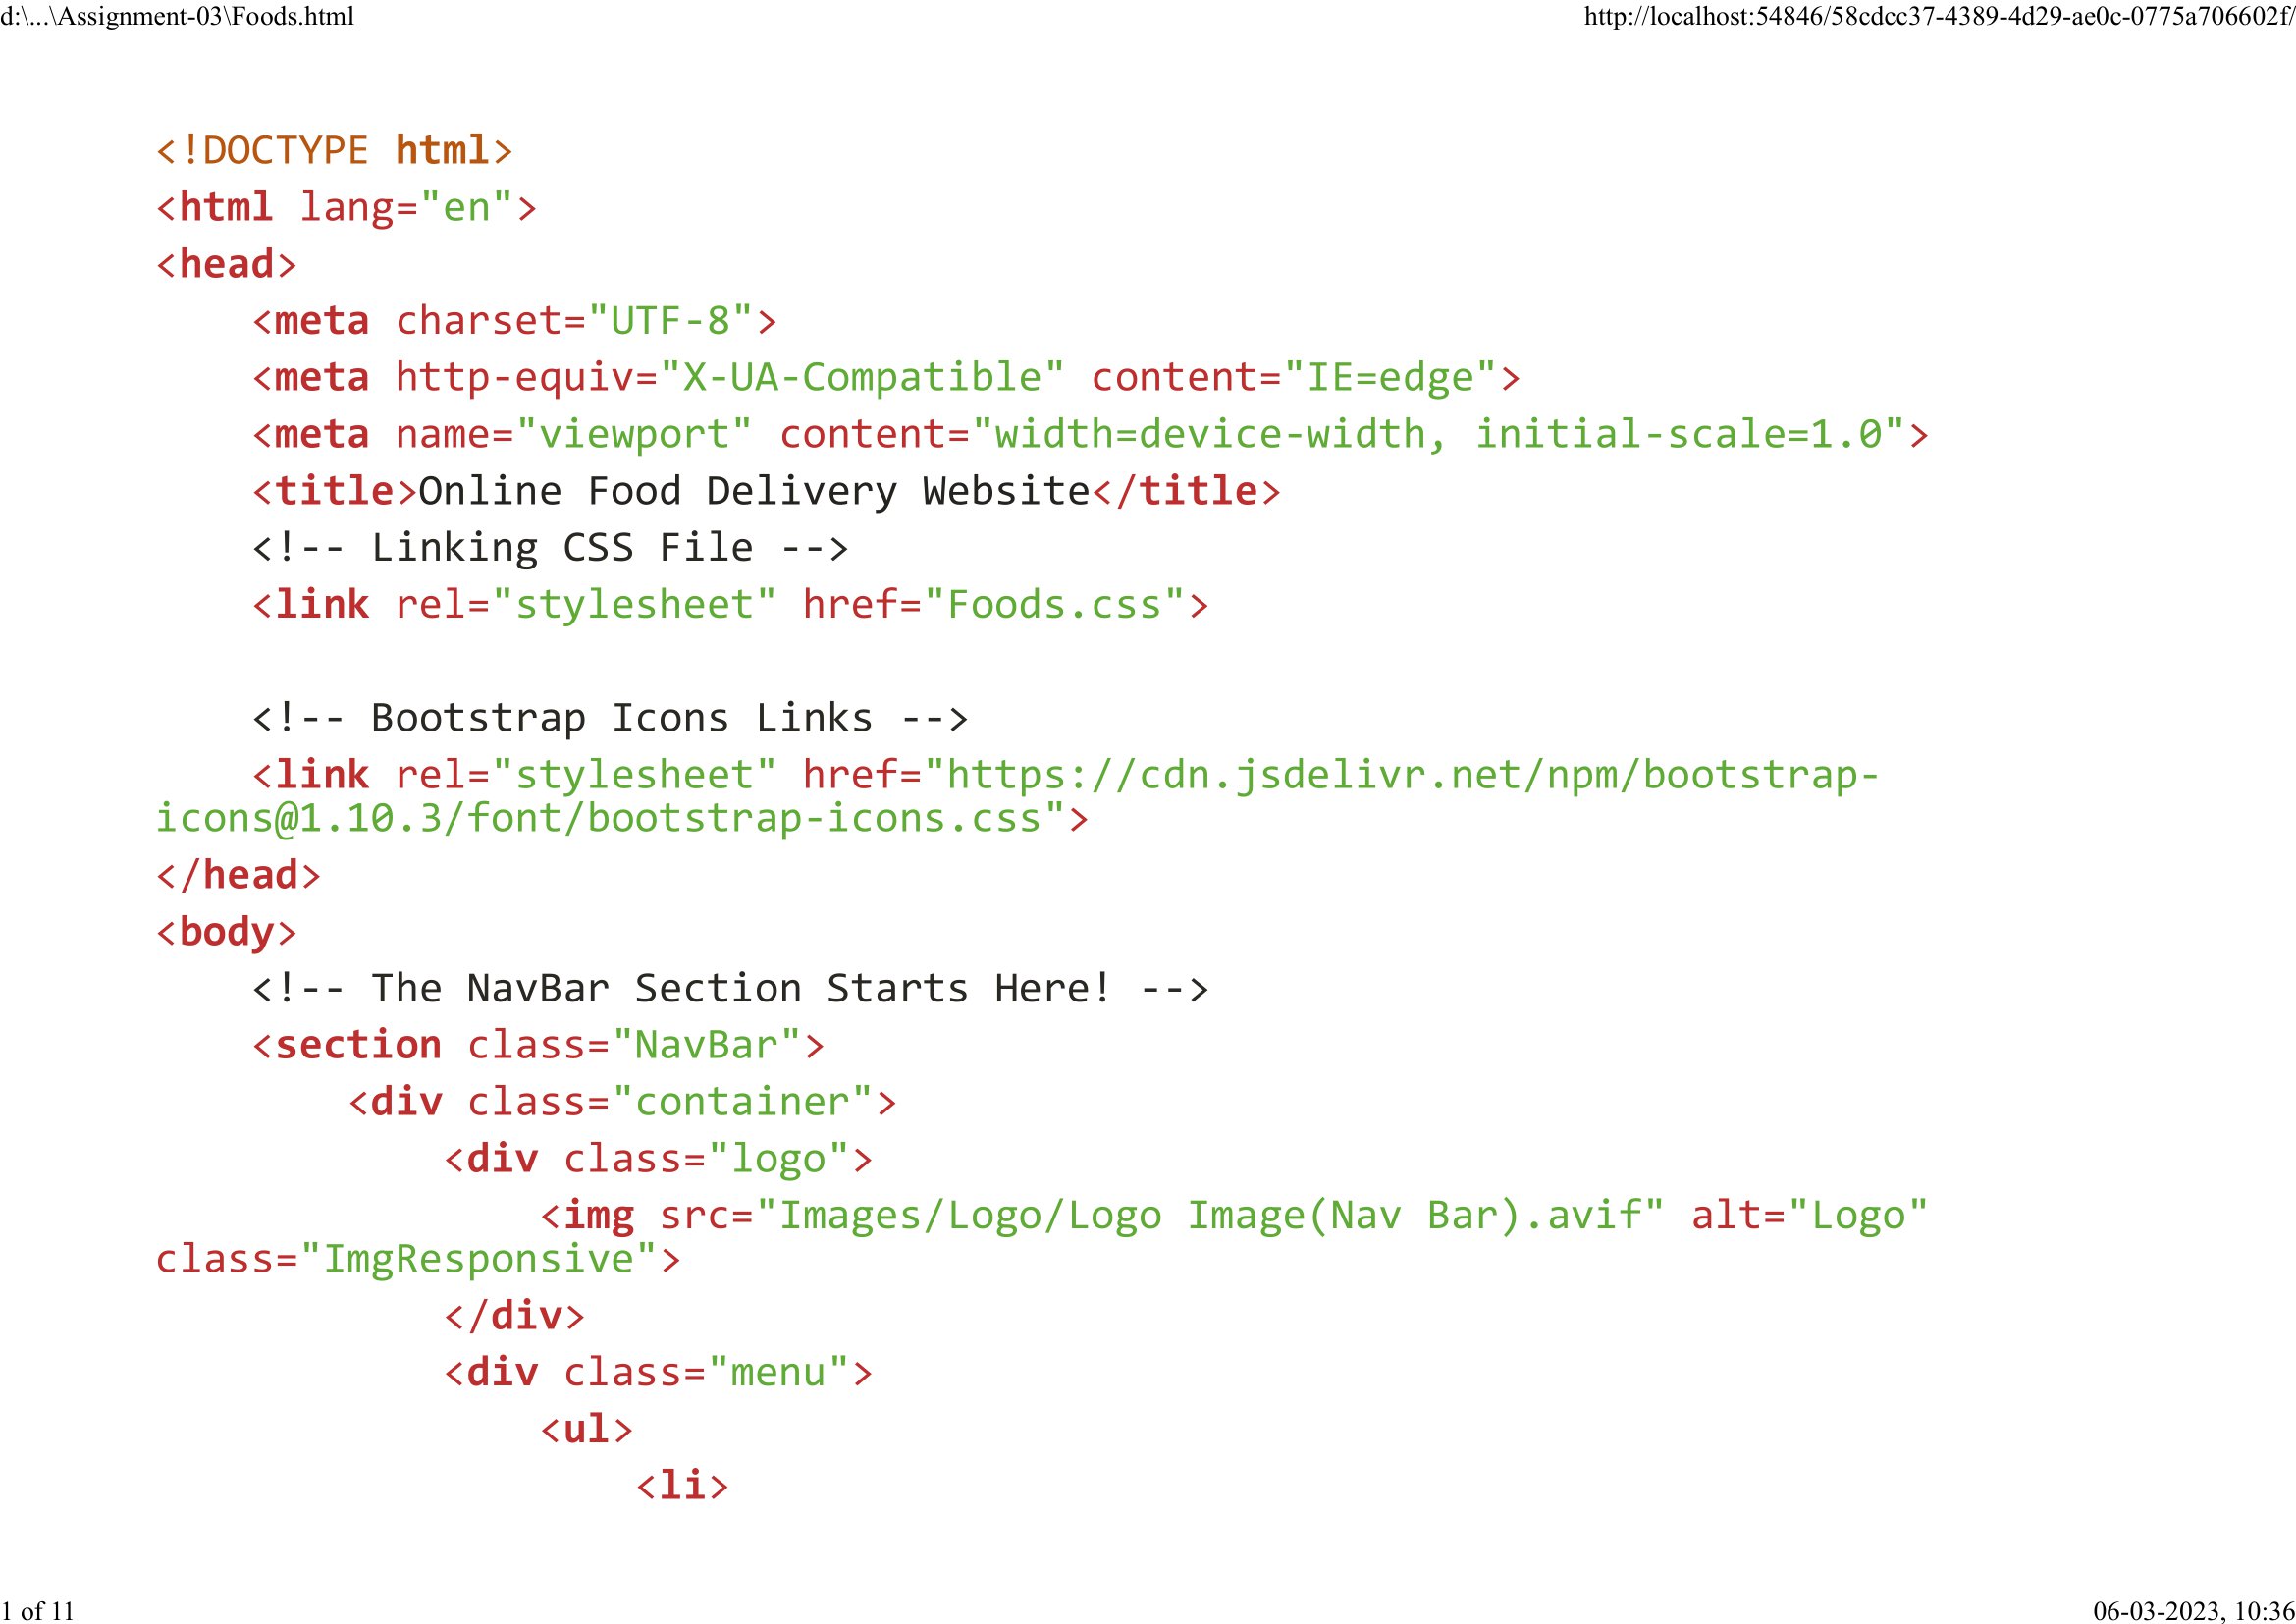 d:\...\Assignment-03\Foods.html
http://localhost:54846/58cdcc37-4389-4d29-ae0c-0775a706602f/
<!DOCTYPE html>
<html lang="en">
<head>
    <meta charset="UTF-8">
    <meta http-equiv="X-UA-Compatible" content="IE=edge">
    <meta name="viewport" content="width=device-width, initial-scale=1.0">
    <title>Online Food Delivery Website</title>
    <!-- Linking CSS File -->
    <link rel="stylesheet" href="Foods.css">
    <!-- Bootstrap Icons Links -->
    <link rel="stylesheet" href="https://cdn.jsdelivr.net/npm/bootstrap-
icons@1.10.3/font/bootstrap-icons.css">
</head>
<body>
    <!-- The NavBar Section Starts Here! -->
    <section class="NavBar">
        <div class="container">
            <div class="logo">
                <img src="Images/Logo/Logo Image(Nav Bar).avif" alt="Logo"
class="ImgResponsive">
            </div>
            <div class="menu">
                <ul>
                    <li>
1 of 11
06-03-2023, 10:36